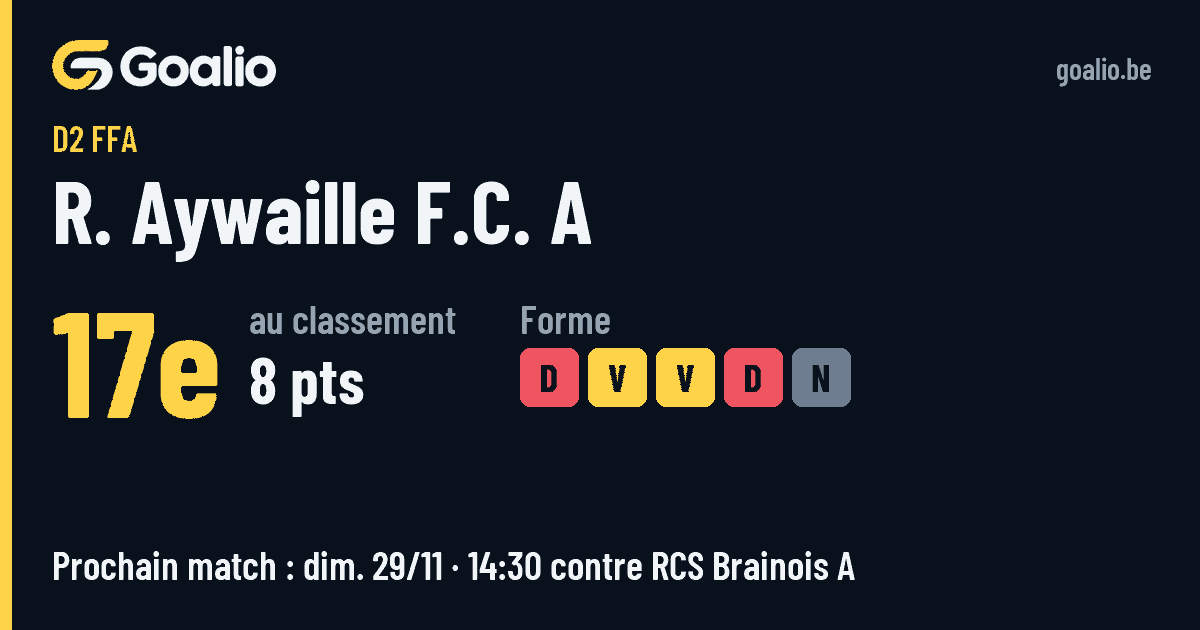 Goalio
goalio.be
D2 FFA
R. Aywaille F.C. A
17e
au classement
8 pts
Forme
D V V D N
Prochain match : dim. 29/11 · 14:30 contre RCS Brainois A